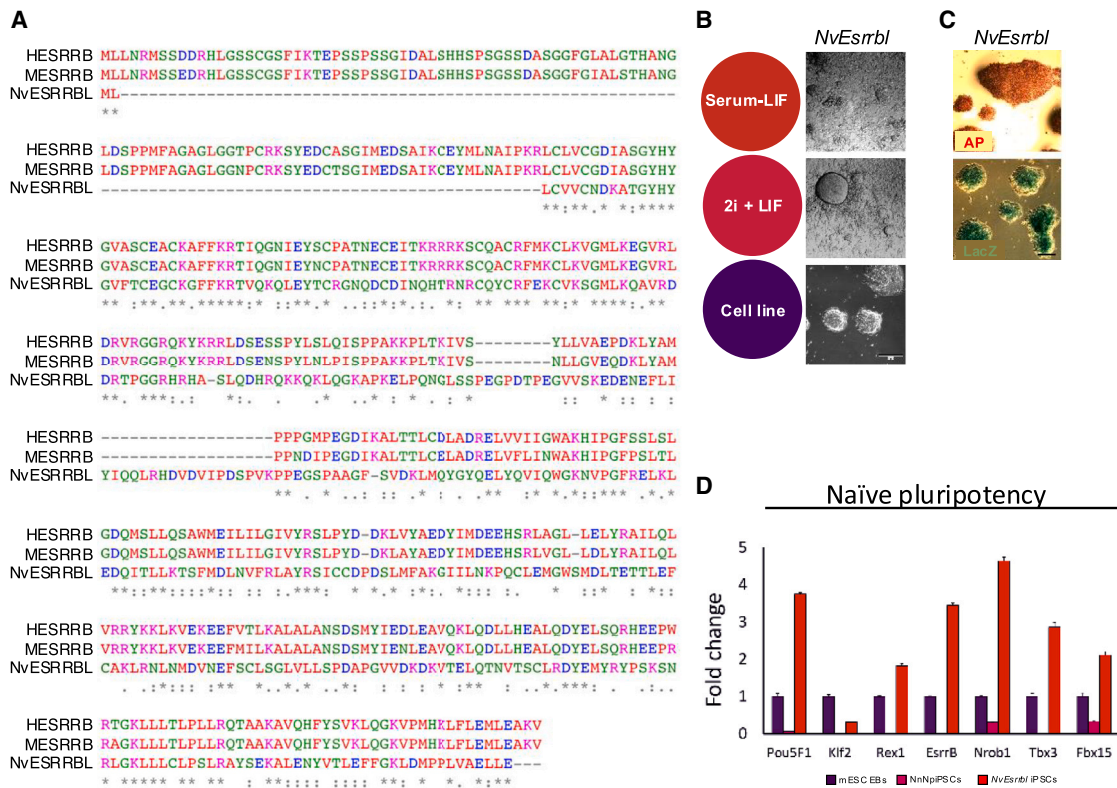 A
HESRRB MLLNRMSSDDRHLGSSCGSFIKTEPSSPSSGIDALSHHSPSGSSDASGGFGLALGTHANG
MESRRB MLLNRMSSEDRHLGSSCGSFIKTEPSSPSSGIDALSHHSPSGSSDASGGFGIALSTHANG
NvESRRBL ML----------------------------------------------------------
**
HESRRB LDSPPMFAGAGLGGTPCRKSYEDCASGIMEDSAIKCEYMLNAIPKRLCLVCGDIASGYHY
MESRRB LDSPPMFAGAGLGGNPCRKSYEDCTSGIMEDSAIKCEYMLNAIPKRLCLVCGDIASGYHY
NvESRRBL ----------------------------------------------LCVVCNDKATGYHY
**:**.* *:****
HESRRB GVASCEACKAFFKRTIQGNIEYSCPATNECEITKRRRKSCQACRFMKCLKVGMLKEGVRL
MESRRB GVASCEACKAFFKRTIQGNIEYNCPATNECEITKRRRKSCQACRFMKCLKVGMLKEGVRL
NvESRRBL GVFTCEGCKGFFKRTVQKQLEYTCRGNQDCDINQHTRNRCQYCRFEKCVKSGMLKQAVRD
HESRRB DRVRGGRQKYKRRLDSESSPYLSLQISPPAKKPLTKIVS--------YLLVAEPDKLYAM
MESRRB DRVRGGRQKYKRRLDSENSPYLNLPISPPAKKPLTKIVS--------NLLGVEQDKLYAM
NvESRRBL DRTPGGRHRHA-SLQDHRQKKQKLQGKAPKELPQNGLSSPEGPDTPEGVVSKEDENEFLI
HESRRB ------------------PPPGMPEGDIKALTTLCDLADRELVVIIGWAKHIPGFSSLSL
MESRRB ------------------PPNDIPEGDIKALTTLCELADRELVFLINWAKHIPGFPSLTL
NvESRRBL YIQQLRHDVDVIPDSPVKPPEGSPAAGF-SVDKLMQYGYQELYQVIQWGKNVPGFRELKL
HESRRB GDQMSLLQSAWMEILILGIVYRSLPYD-DKLVYAEDYIMDEEHSRLAGL-LELYRAILQL
MESRRB GDQMSLLQSAWMEILILGIVYRSLPYD-DKLAYAEDYIMDEEHSRLVGL-LDLYRAILQL
NvESRRBL EDQITLLKTSFMDLNVFRLAYRSICCDPDSLMFAKGIILNKPQCLEMGWSMDLTETTLEF
HESRRB VRRYKKLKVEKEEFVTLKALALANSDSMYIEDLEAVQKLQDLLHEALQDYELSQRHEEPW
MESRRB VRRYKKLKVEKEEFMILKALALANSDSMYIENLEAVQKLQDLLHEALQDYELSQRHEEPR
NvESRRBL CAKLRNLNMDVNEFSCLSGLVLLSPDAPGVVDKDKVTELQTNVTSCLRDYEMYRYPSKSN
HESRRB RTGKLLLTLPLLRQTAAKAVQHFYSVKLQGKVPMHKLFLEMLEAKV
MESRRB RAGKLLLTLPLLRQTAAKAVQHFYSVKLQGKVPMHKLFLEMLEAKV
NvESRRBL RLGKLLLCLPSLRAYSEKALENYVTLEFFGKLDMPPLVAELLE---
B
NvEsrrbl
Serum-LIF
2i + LIF
Cell line
C
NvEsrrbl
AP
LacZ
D
Naïve pluripotency
Fold change
5
4
3
2
1
0
Pou5F1 Klf2 Rex1 EsrrB Nrob1 Tbx3 Fbx15
mESC EBs NnNpiPSCs NvEsrrbl iPSCs